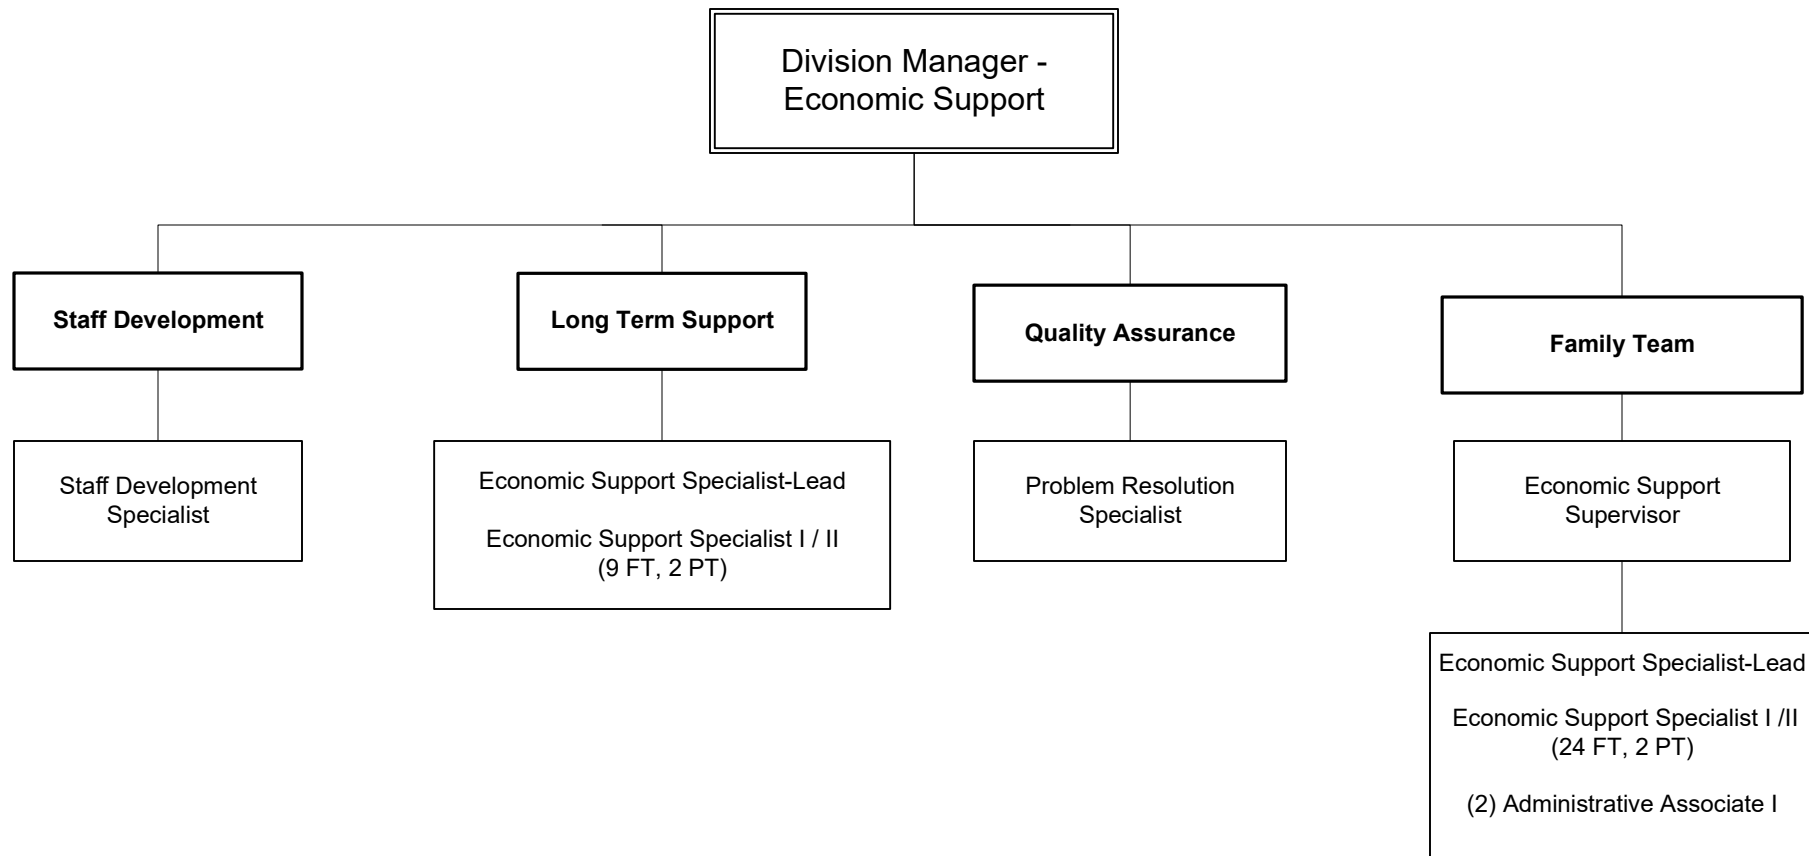 Division Manager -
Economic Support
Staff Development
Long Term Support
Quality Assurance
Family Team
Staff Development
Specialist
Economic Support Specialist-Lead
Economic Support Specialist I / II
(9 FT, 2 PT)
Problem Resolution
Specialist
Economic Support
Supervisor
Economic Support Specialist-Lead
Economic Support Specialist I /II
(24 FT, 2 PT)
(2) Administrative Associate I